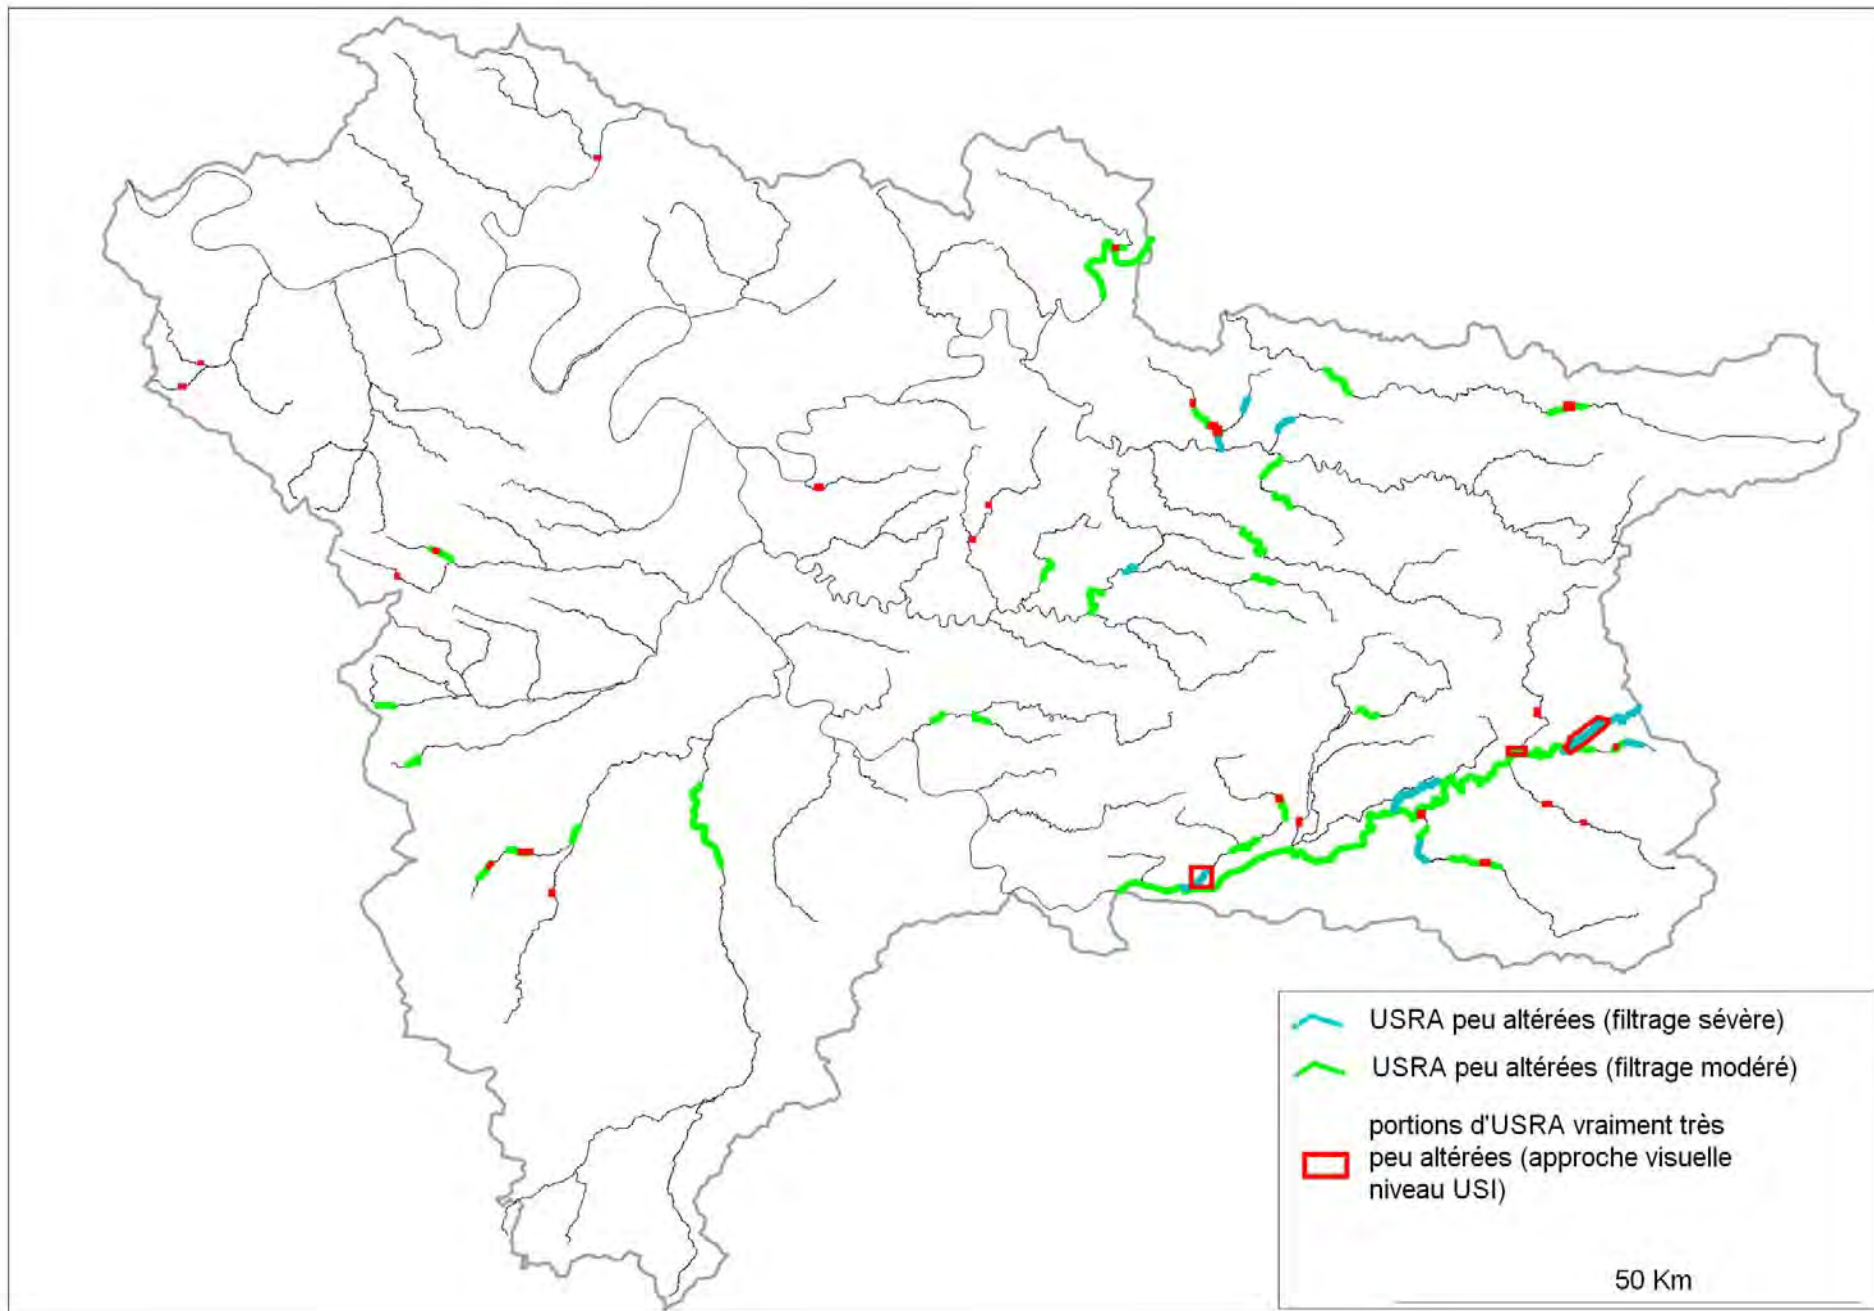 USRA peu altérées (filtrage sévère)
USRA peu altérées (filtrage modéré)
portions d'USRA vraiment très
peu altérées (approche visuelle
niveau USI)
50 Km